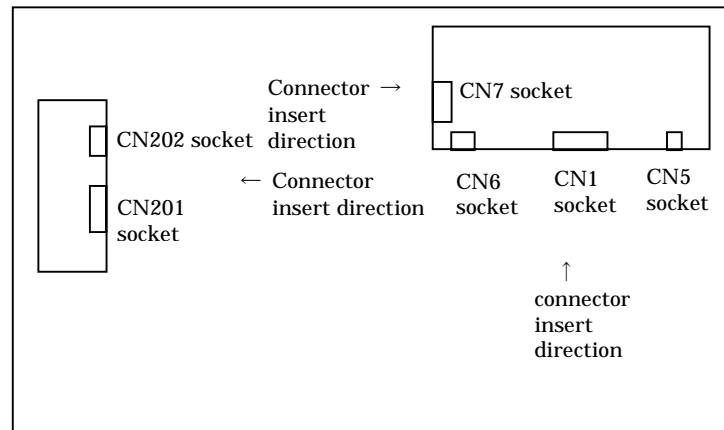 Connector →
insert
direction
CN7 socket
CN202 socket
← Connector
insert direction
CN201
socket
CN6
socket
CN1
socket
CN5
socket
↑
connector
insert
direction